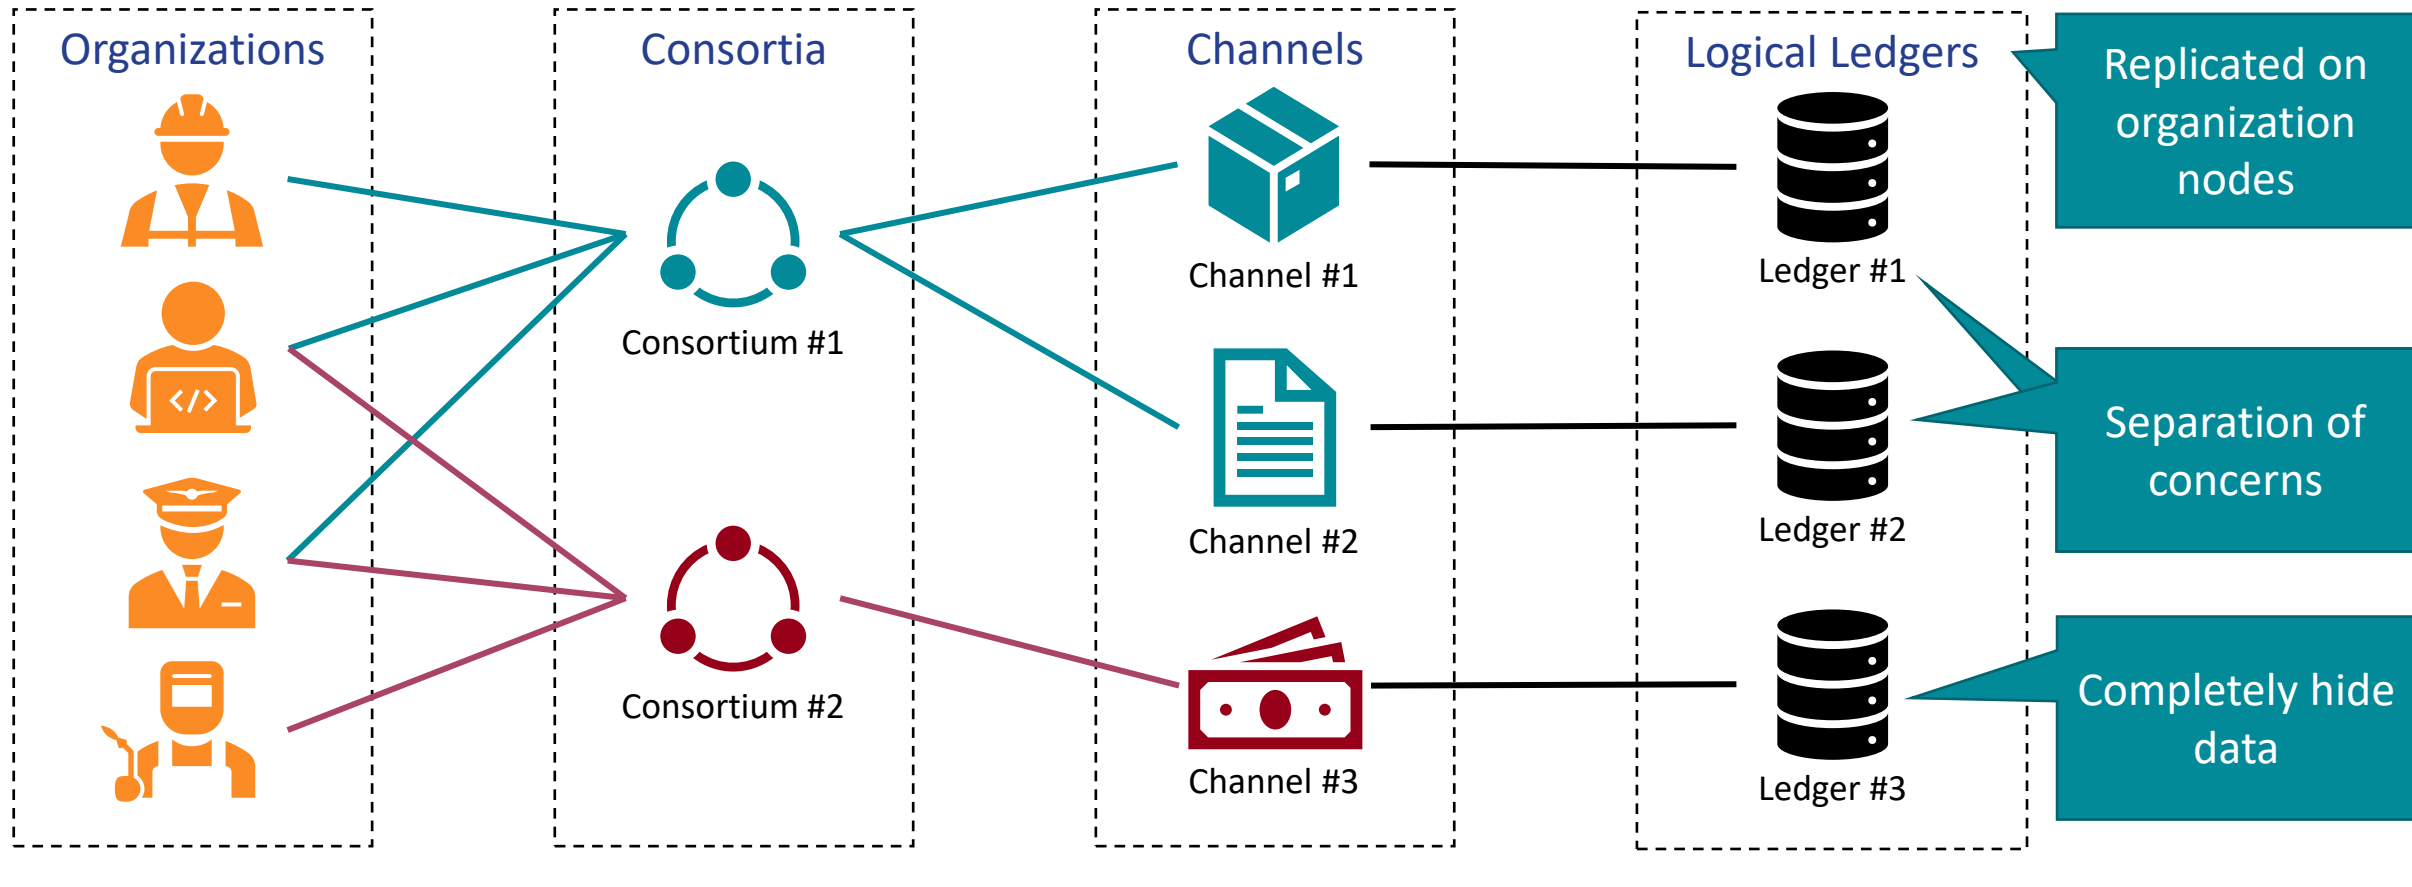 Organizations
</>
Consortia
Consortium #1
Consortium #2
Channels
Channel #1
Channel #2
Channel #3
Logical Ledgers
Ledger #1
Ledger #2
Ledger #3
Replicated on
organization
nodes
Separation of
concerns
Completely hide
data